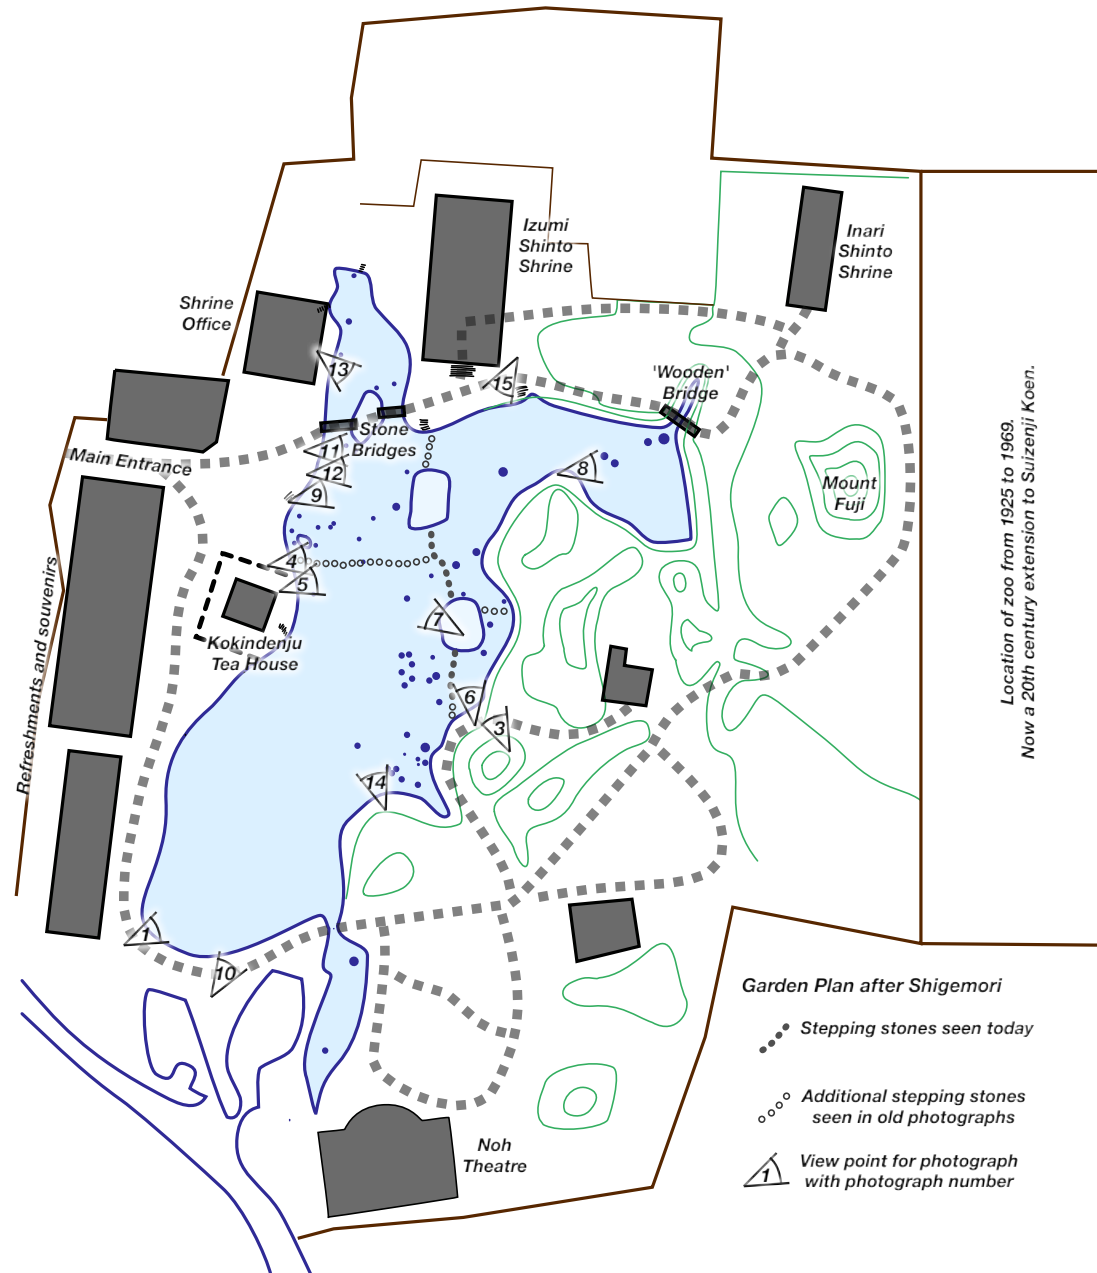 Izumi
Shinto
Shrine
Inari
Shinto
Shrine
Shrine
Office
13
15
'Wooden'
Bridge
Stone
Bridges
11
12
Main Entrance
9
8
Mount
Fuji
4
5
7
Kokindenju
Tea House
Refreshments and souvenirs
6
3
14
1
10
Location of zoo from 1925 to 1969.
Now a 20th century extension to Suizenji Koen.
Garden Plan after Shigemori
Stepping stones seen today
Additional stepping stones
seen in old photographs
1
View point for photograph
with photograph number
Noh
Theatre